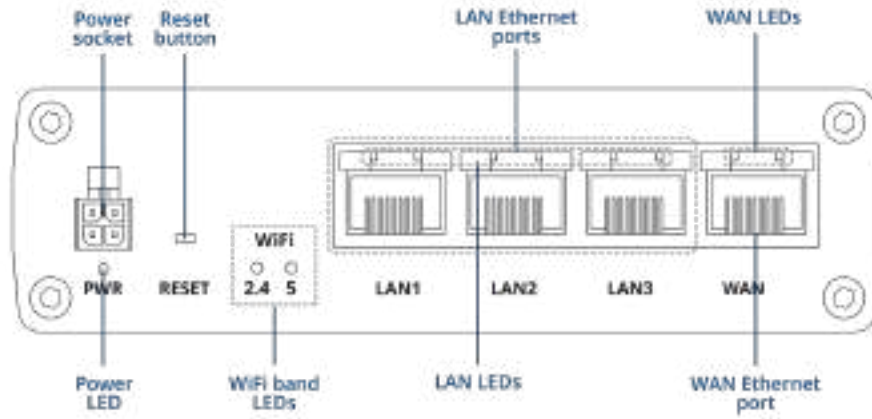 Power
socket
Reset
button
LAN Ethernet
ports
WAN LEDs
WiFi
2.4 5
PWR
RESET
LAN1
LAN2
LAN3
WAN
Power
LED
WiFi band
LEDs
LAN LEDs
WAN Ethernet
port